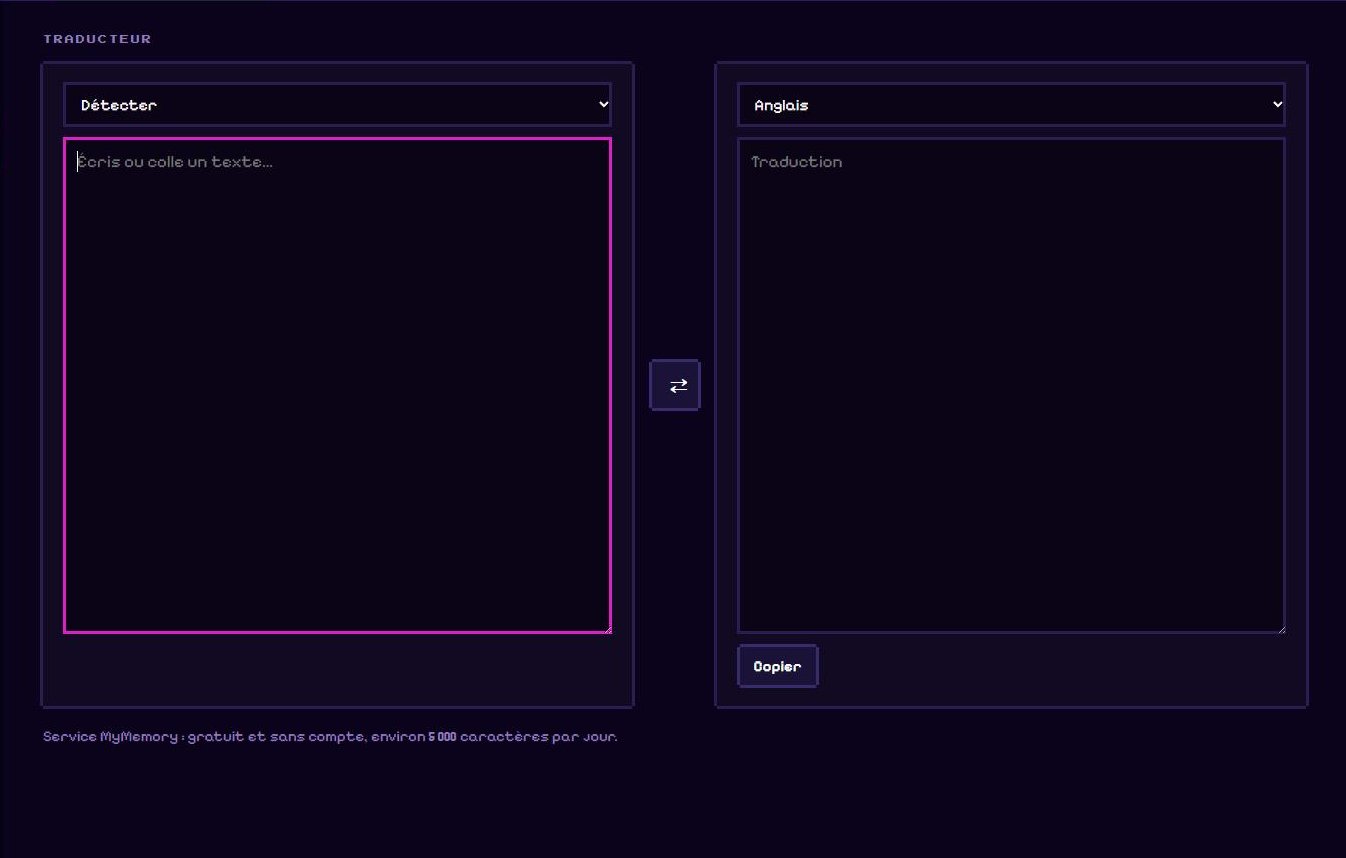 TRADUCTEUR
Détecter
Écris ou colle un texte...
⇄
Anglais
Traduction
Copier
Service MyMemory : gratuit et sans compte, environ 5 000 caractères par jour.